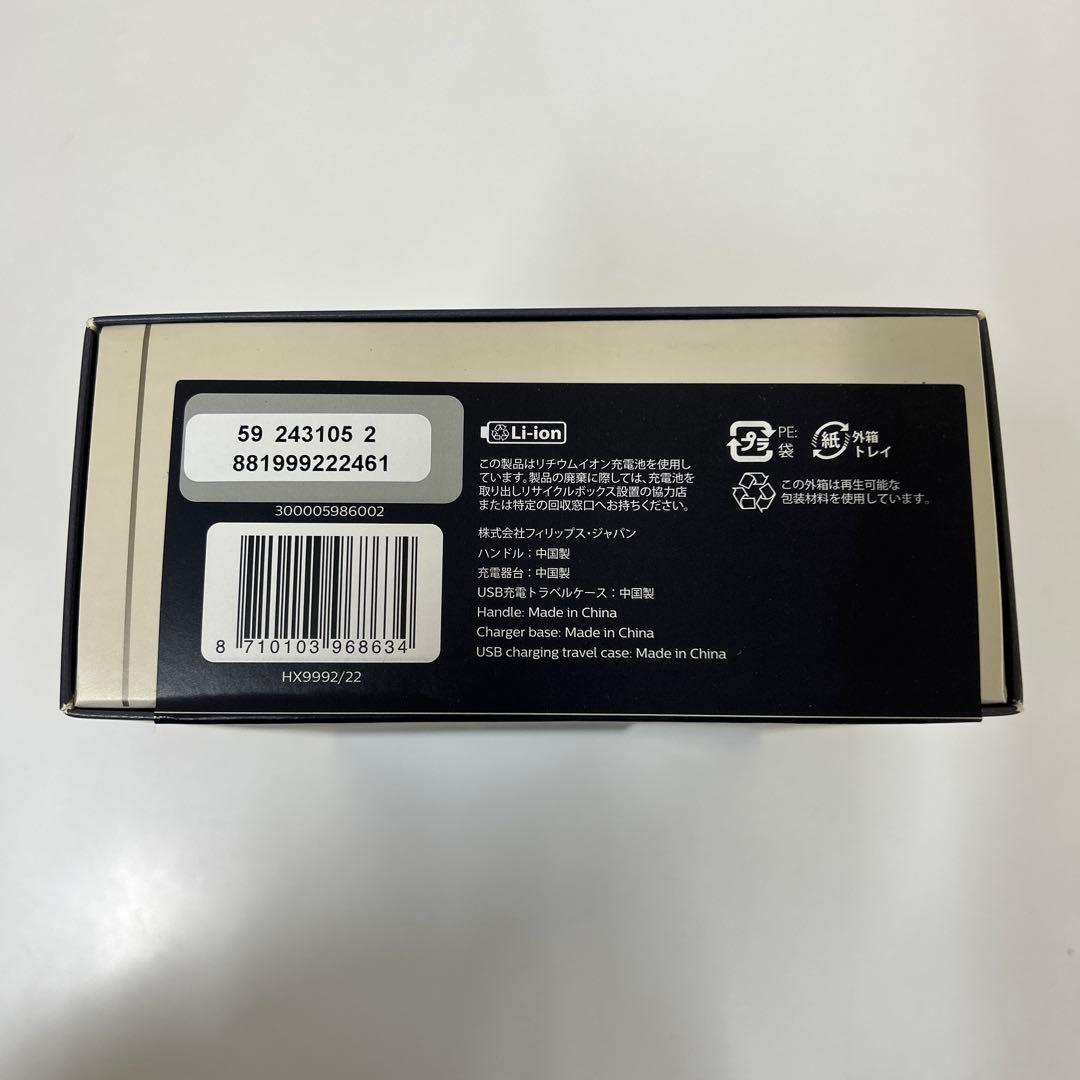 59 243105 2
881999222461
300005986002
8 710103 968634
HX9992/22
Li-ion
この製品はリチウムイオン充電池を使用し
ています。製品の廃棄に際しては、充電池を
取り出しリサイクルボックス設置の協力店
または特定の回収窓口へお持ちください。
株式会社フィリップス・ジャパン
ハンドル：中国製
充電器台：中国製
USB充電トラベルケース：中国製
Handle: Made in China
Charger base: Made in China
USB charging travel case: Made in China
プラ
PE:
袋
紙
外箱
トレイ
この外箱は再生可能な
包装材料を使用しています。